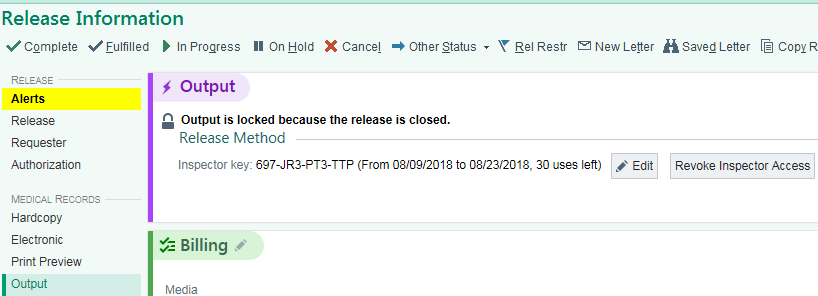 Release Information
Complete Fulfilled In Progress On Hold Cancel Other Status Rel Restr New Letter Saved Letter Copy R
RELEASE
Alerts
Release
Requester
Authorization
MEDICAL RECORDS
Hardcopy
Electronic
Print Preview
Output
Output
Output is locked because the release is closed.
Release Method
Inspector key: 697-JR3-PT3-TTP (From 08/09/2018 to 08/23/2018, 30 uses left) Edit Revoke Inspector Access
Billing
Media